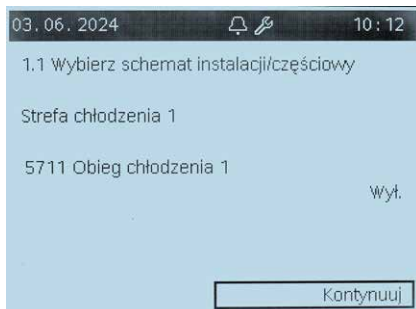 03.06.2024 10:12
1.1 Wybierz schemat instalacji/częściowy
Strefa chłodzenia 1
5711 Obieg chłodzenia 1
Wył.
Kontynuuj